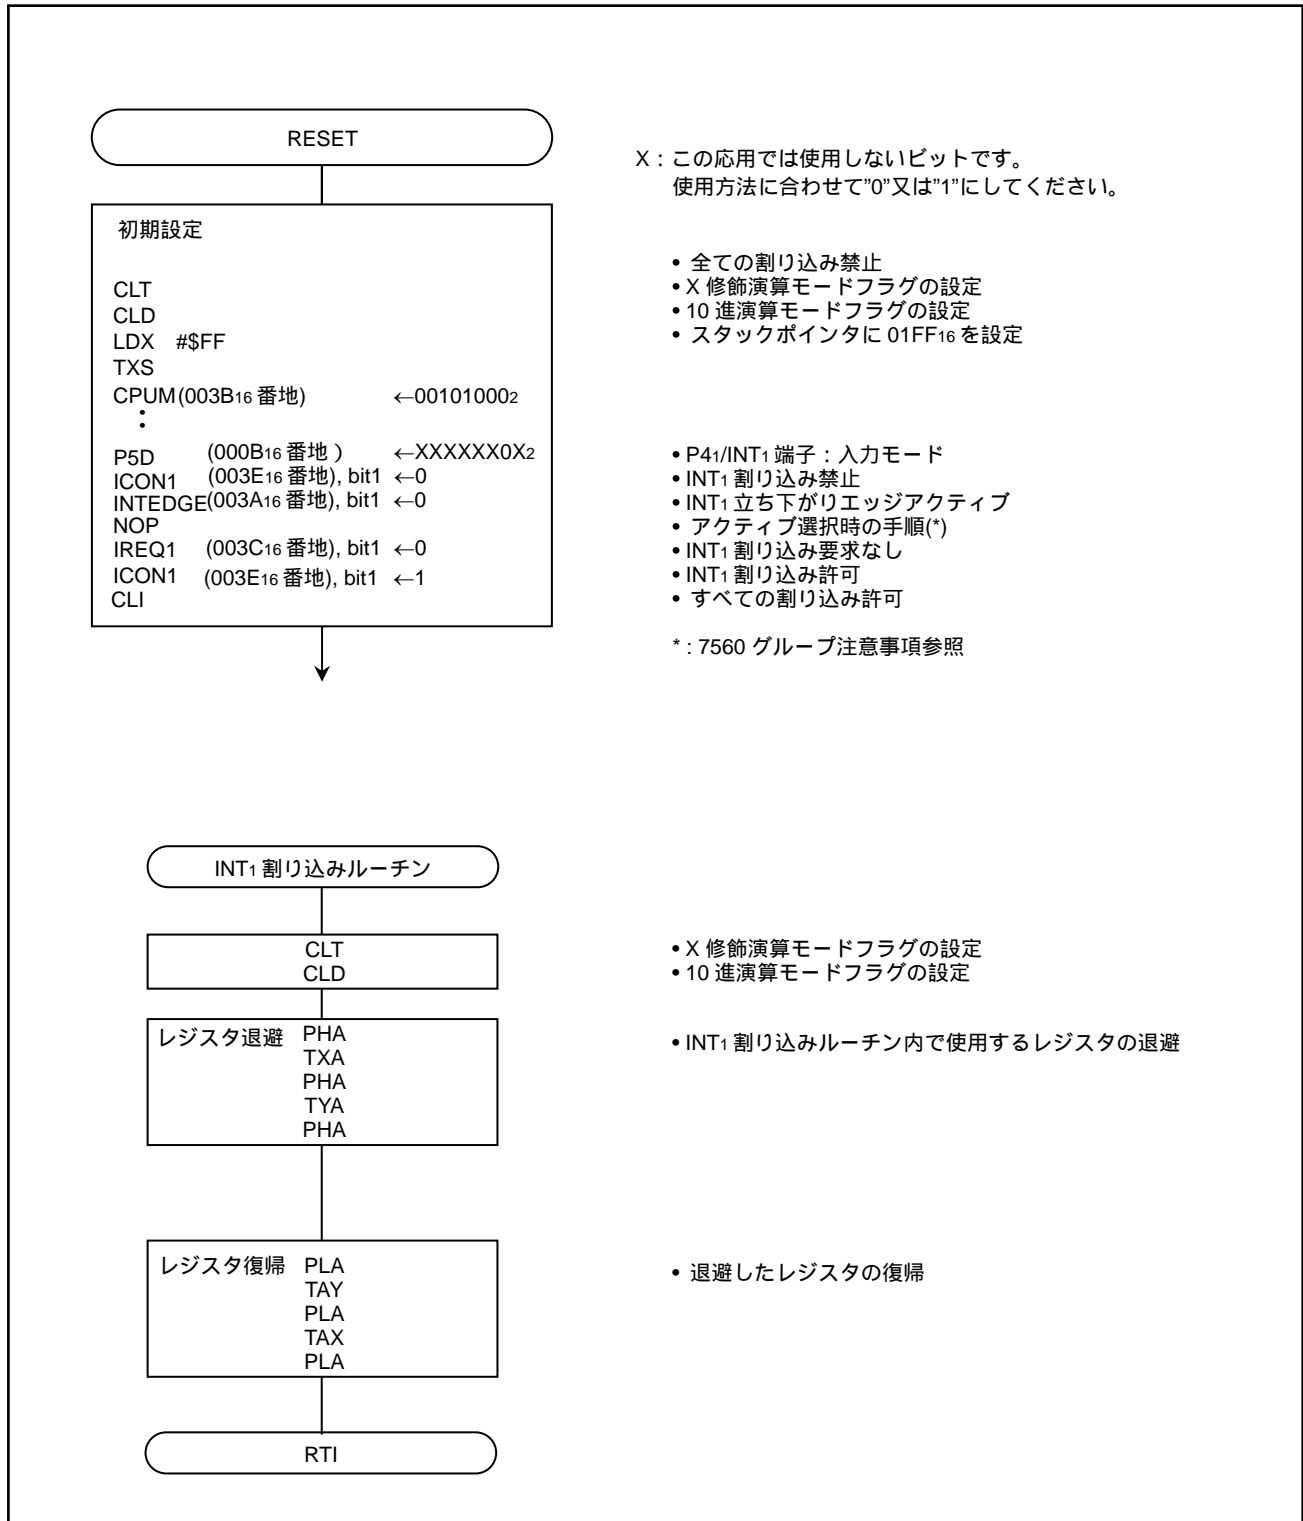 RESET
X：この応用では使用しないビットです。
使用方法に合わせて”0”又は”1”にしてください。
初期設定
CLT
CLD
LDX #$FF
TXS
CPUM (003B16 番地) ←001010002
：
P5D (000B16 番地） ←XXXXXX0X2
ICON1 (003E16 番地), bit1 ←0
INTEDGE (003A16 番地), bit1 ←0
NOP
IREQ1 (003C16 番地), bit1 ←0
ICON1 (003E16 番地), bit1 ←1
CLI
• 全ての割り込み禁止
• X 修飾演算モードフラグの設定
• 10 進演算モードフラグの設定
• スタックポインタに 01FF16 を設定
• P41/INT1 端子：入力モード
• INT1 割り込み禁止
• INT1 立ち下がりエッジアクティブ
• アクティブ選択時の手順(*)
• INT1 割り込み要求なし
• INT1 割り込み許可
• すべての割り込み許可
* : 7560 グループ注意事項参照
INT1 割り込みルーチン
CLT
CLD
• X 修飾演算モードフラグの設定
• 10 進演算モードフラグの設定
レジスタ退避 PHA
TXA
PHA
TYA
PHA
• INT1 割り込みルーチン内で使用するレジスタの退避
レジスタ復帰 PLA
TAY
PLA
TAX
PLA
• 退避したレジスタの復帰
RTI